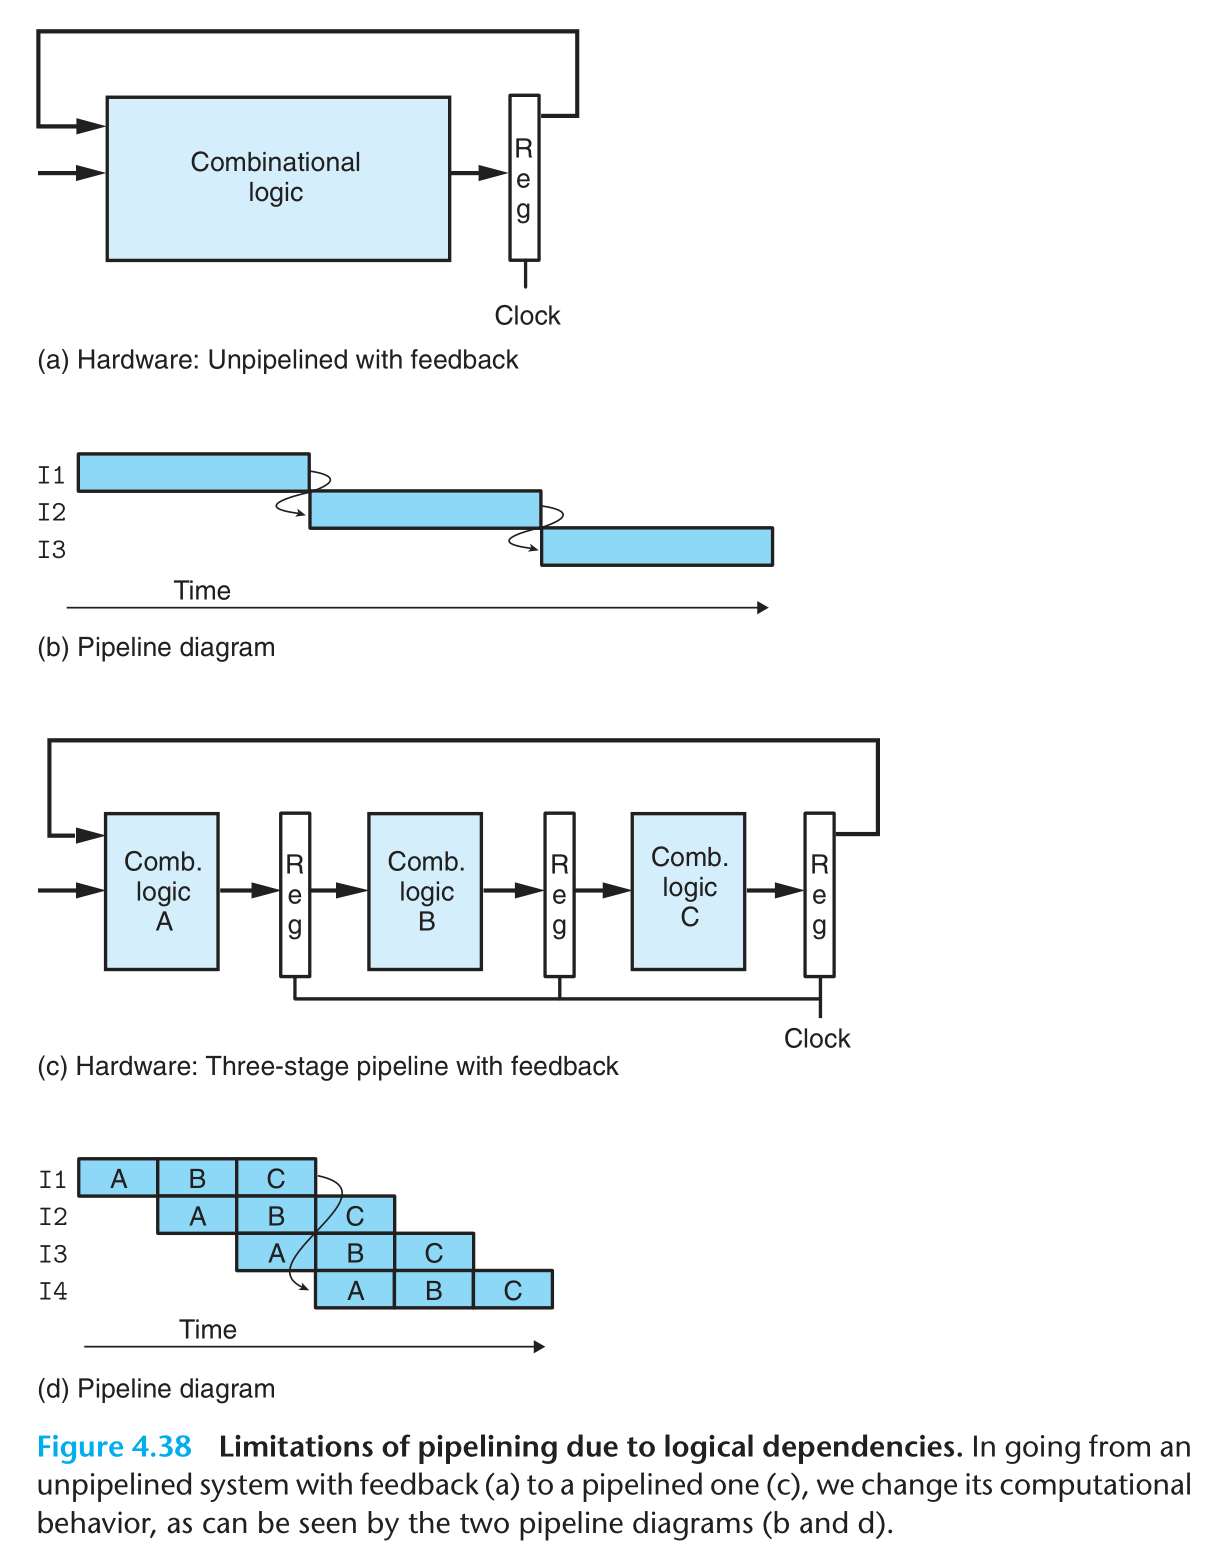 Combinational
logic
R
e
g
Clock
(a) Hardware: Unpipelined with feedback
I1
I2
I3
Time
(b) Pipeline diagram
Comb.
logic
A
R
e
g
Comb.
logic
B
R
e
g
Comb.
logic
C
R
e
g
Clock
(c) Hardware: Three-stage pipeline with feedback
I1 A B C
I2 A B C
I3 A B C
I4 A B C
Time
(d) Pipeline diagram
Figure 4.38 Limitations of pipelining due to logical dependencies. In going from an
unpipelined system with feedback (a) to a pipelined one (c), we change its computational
behavior, as can be seen by the two pipeline diagrams (b and d).